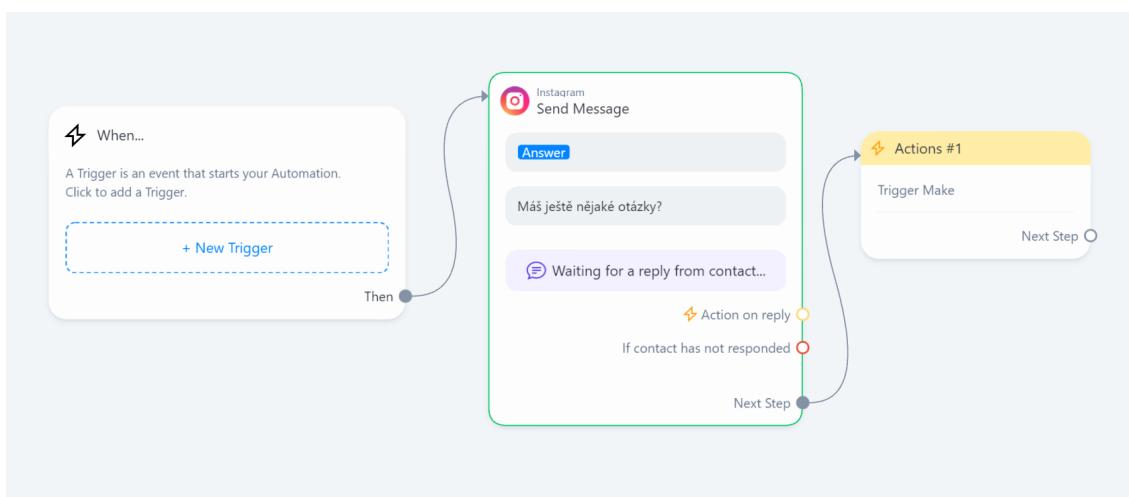 When...
A Trigger is an event that starts your Automation.
Click to add a Trigger.
+ New Trigger
Then
Instagram
Send Message
Answer
Máš ještě nějaké otázky?
Waiting for a reply from contact...
Action on reply
If contact has not responded
Next Step
Actions #1
Trigger Make
Next Step